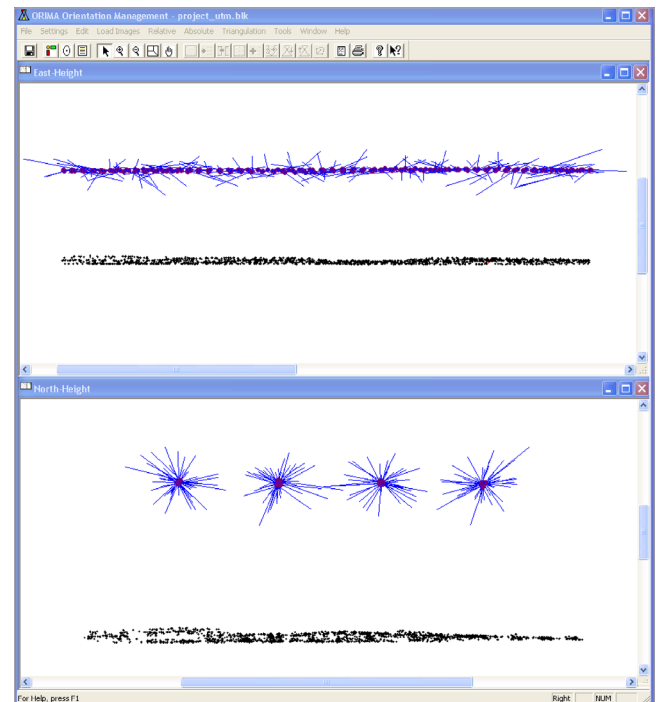 ORIMA Orientation Management - project_utm.blk
File Settings Edit Load Images Relative Absolute Triangulation Tools Window Help
East-Height
North-Height
For Help, press F1 Right NUM